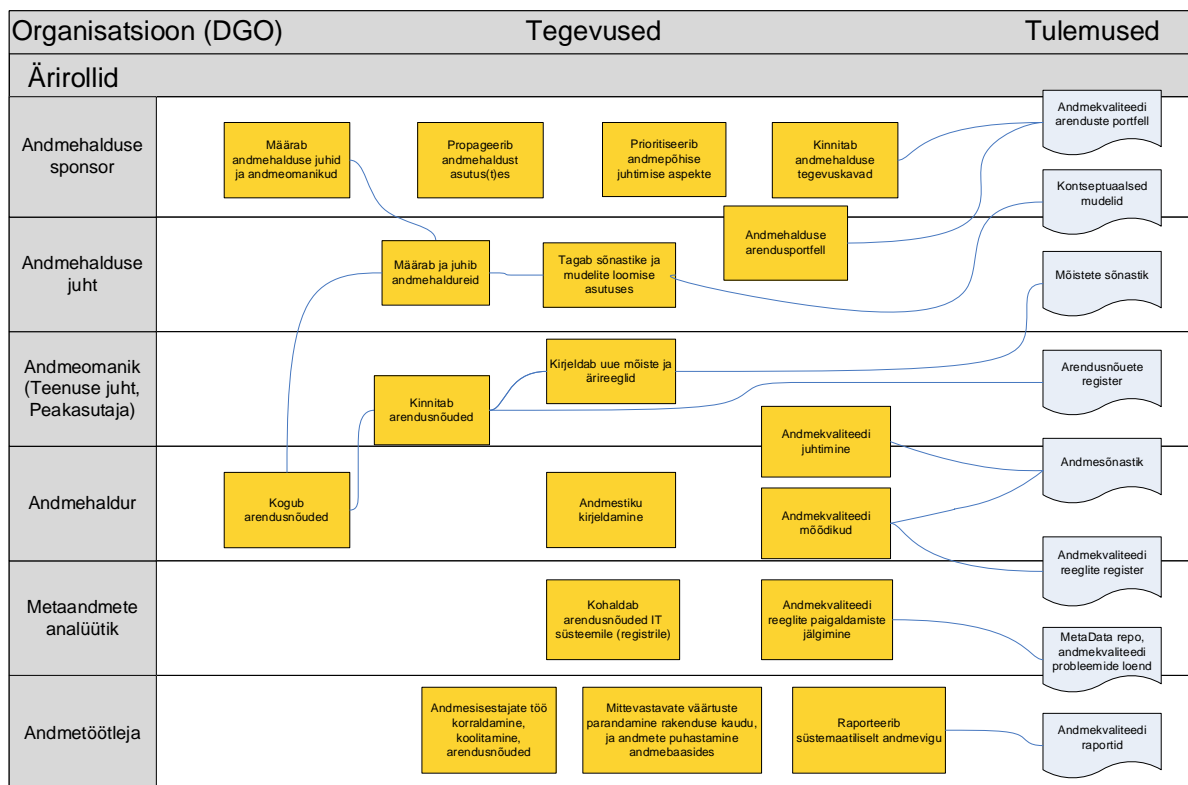 Organisatsioon (DGO)
Tegevused
Tulemused
Ärirollid
Andmehalduse
sponsor
Määrab
andmehalduse juhid
ja andmeomanikud
Propageerib
andmehaldust
asutus(t)es
Prioritiseerib
andmepõhise
juhtimise aspekte
Kinnitab
andmehalduse
tegevuskavad
Andmekvaliteedi
arenduste portfell
Kontseptuaalsed
mudelid
Andmehalduse
juht
Määrab ja juhib
andmehaldureid
Tagab sõnastike ja
mudelite loomise
asutuses
Andmehalduse
arendusportfell
Mõistete sõnastik
Andmeomanik
(Teenuse juht,
Peakasutaja)
Kinnitab
arendusnõuded
Kirjeldab uue mõiste ja
ärireeglid
Arendusnõuete
register
Andmekvaliteedi
juhtimine
Andmehaldur
Kogub
arendusnõuded
Andmestiku
kirjeldamine
Andmekvaliteedi
mõõdikud
Andmesõnastik
Andmekvaliteedi
reeglite register
Metaandmete
analüütik
Kohaldab
arendusnõuded IT
süsteemile (registrile)
Andmekvaliteedi
reeglite paigaldamiste
jälgimine
MetaData repo,
andmekvaliteedi
probleemide loend
Andmetöötleja
Andmesisestajate töö
korraldamine,
koolitamine,
arendusnõuded
Mittevastavate väärtuste
parandamine rakenduse kaudu,
ja andmete puhastamine
andmebaasides
Raporteerib
süstemaatiliselt andmevigu
Andmekvaliteedi
raportid